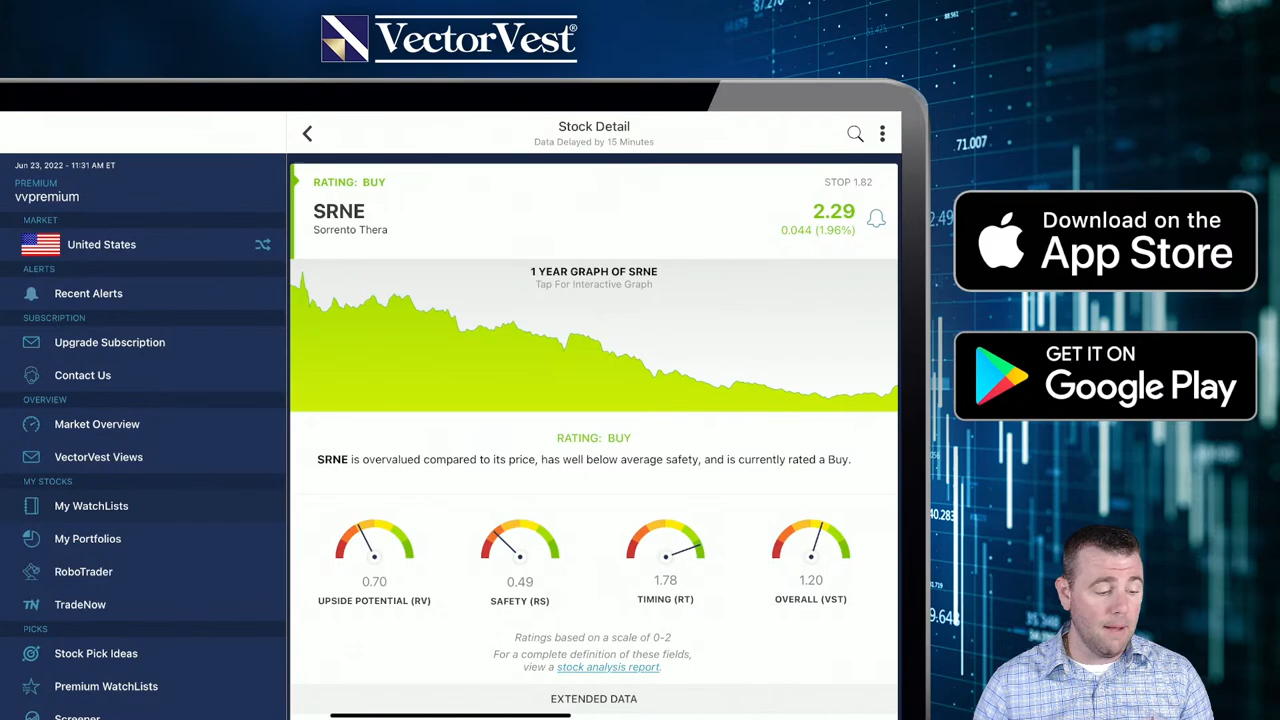 VectorVest®
Stock Detail
Data Delayed by 15 Minutes
Jun 23, 2022 - 11:31 AM ET
PREMIUM
vvpremium
MARKET
United States
ALERTS
Recent Alerts
SUBSCRIPTION
Upgrade Subscription
Contact Us
OVERVIEW
Market Overview
VectorVest Views
MY STOCKS
My WatchLists
My Portfolios
RoboTrader
TN TradeNow
PICKS
Stock Pick Ideas
Premium WatchLists
Screener
RATING: BUY
STOP 1.82
SRNE
2.29
Sorrento Thera
0.044 (1.96%)
1 YEAR GRAPH OF SRNE
Tap For Interactive Graph
RATING: BUY
SRNE is overvalued compared to its price, has well below average safety, and is currently rated a Buy.
0.70 0.49 1.78 1.20
UPSIDE POTENTIAL (RV) SAFETY (RS) TIMING (RT) OVERALL (VST)
Ratings based on a scale of 0-2
For a complete definition of these fields,
view a stock analysis report.
EXTENDED DATA
Download on the
App Store
GET IT ON
Google Play
71.007
40.283